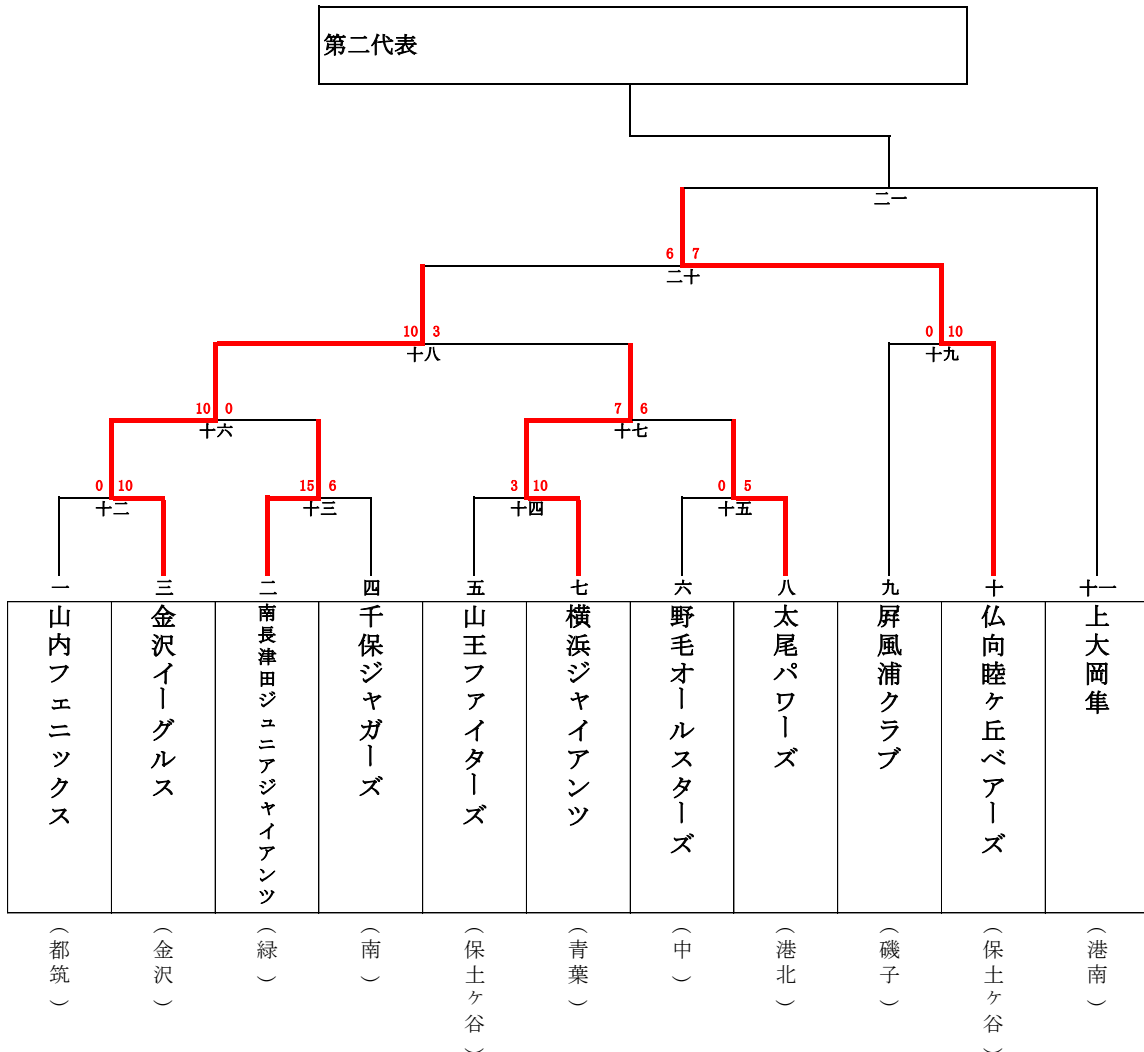 第二代表
二一
6 7
二十
10 3
十八
0 10
十九
10 0
十六
7 6
十七
0 10
十二
15 6
十三
3 10
十四
0 5
十五
一
三
二
四
五
七
六
八
九
十
十一
山内フェニックス
金沢イーグルス
南長津田ジュニアジャイアンツ
千保ジャガーズ
山王ファイターズ
横浜ジャイアンツ
野毛オールスターズ
太尾パワーズ
屛風浦クラブ
仏向睦ヶ丘ベアーズ
上大岡隼
（都筑）
（金沢）
（緑）
（南）
（保土ヶ谷）
（青葉）
（中）
（港北）
（磯子）
（保土ヶ谷）
（港南）